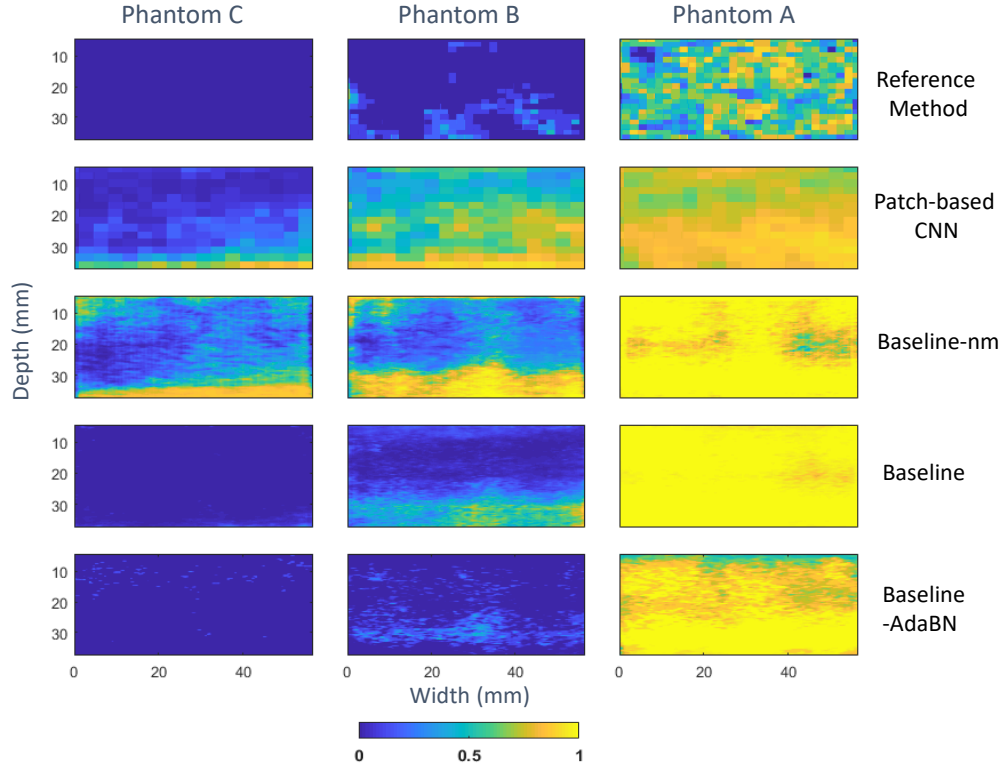 Phantom C Phantom B Phantom A
10
20
30
Reference
Method
10
20
30
Patch-based
CNN
Depth (mm)
10
20
30
Baseline-nm
10
20
30
Baseline
10
20
30
Baseline
-AdaBN
0 20 40 0 20 40 0 20 40
Width (mm)
0 0.5 1